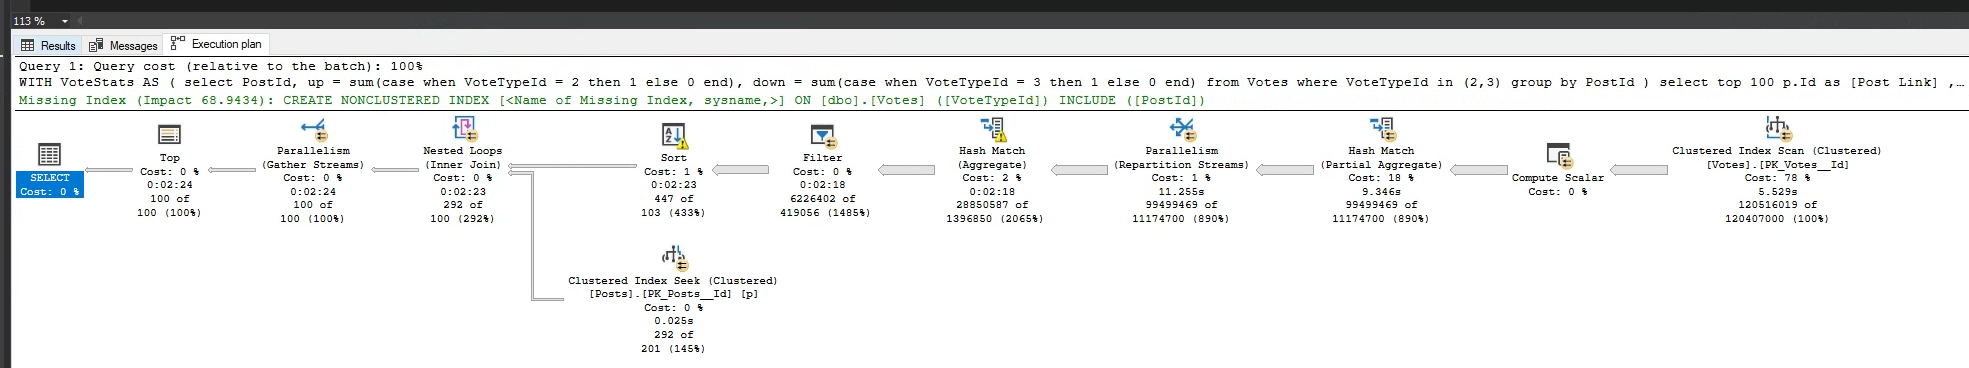 113 %
Results Messages Execution plan
Query 1: Query cost (relative to the batch): 100%
WITH VoteStats AS ( select PostId, up = sum(case when VoteTypeId = 2 then 1 else 0 end), down = sum(case when VoteTypeId = 3 then 1 else 0 end) from Votes where VoteTypeId in (2,3) group by PostId ) select top 100 p.Id as [Post Link] ,…
Missing Index (Impact 68.9434): CREATE NONCLUSTERED INDEX [<Name of Missing Index, sysname,>] ON [dbo].[Votes] ([VoteTypeId]) INCLUDE ([PostId])
SELECT
Cost: 0 %
Top
Cost: 0 %
0:02:24
100 of
100 (100%)
Parallelism
(Gather Streams)
Cost: 0 %
0:02:24
100 of
100 (100%)
Nested Loops
(Inner Join)
Cost: 0 %
0:02:23
292 of
100 (292%)
Sort
Cost: 1 %
0:02:23
447 of
103 (433%)
Filter
Cost: 0 %
0:02:18
6226402 of
419056 (1485%)
Hash Match
(Aggregate)
Cost: 2 %
0:02:18
28850587 of
1396850 (2065%)
Parallelism
(Repartition Streams)
Cost: 1 %
11.255s
99499469 of
11174700 (890%)
Hash Match
(Partial Aggregate)
Cost: 18 %
9.346s
99499469 of
11174700 (890%)
Compute Scalar
Cost: 0 %
Clustered Index Scan (Clustered)
[Votes].[PK_Votes__Id]
Cost: 78 %
5.529s
120516019 of
120407000 (100%)
Clustered Index Seek (Clustered)
[Posts].[PK_Posts__Id] [p]
Cost: 0 %
0.025s
292 of
201 (145%)